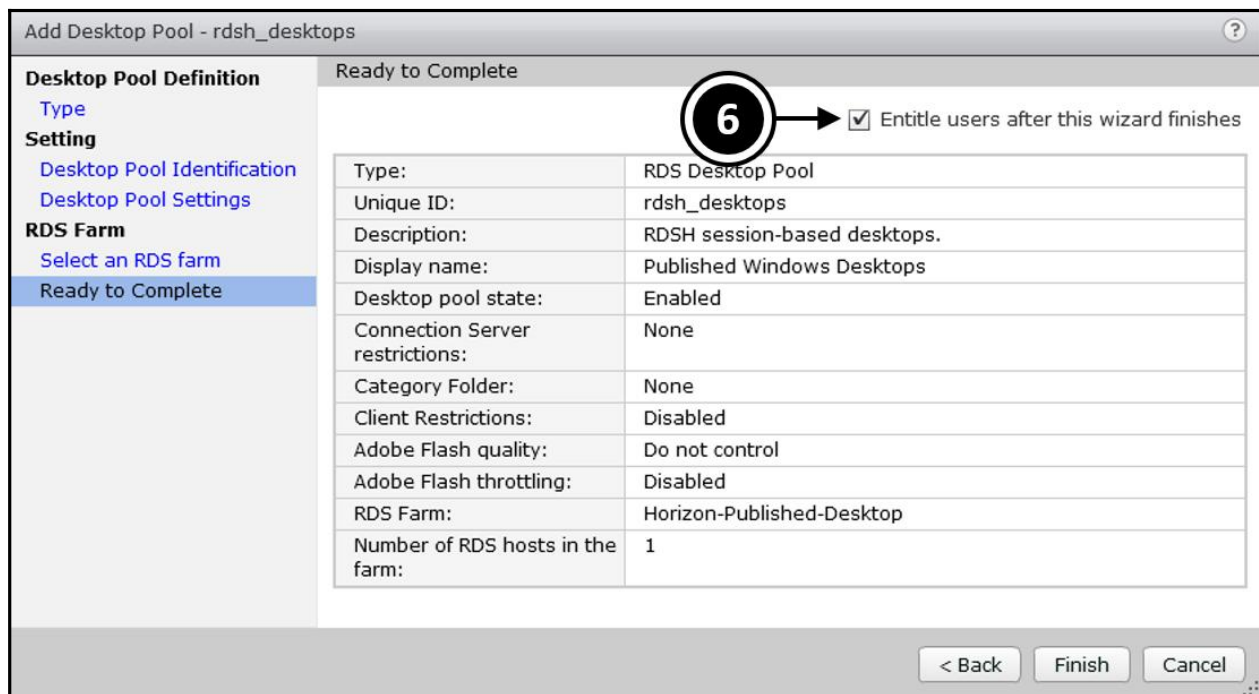 Add Desktop Pool - rdsh_desktops
?
Desktop Pool Definition
Type
Setting
Desktop Pool Identification
Desktop Pool Settings
RDS Farm
Select an RDS farm
Ready to Complete
Ready to Complete
6
Entitle users after this wizard finishes
Type: RDS Desktop Pool
Unique ID: rdsh_desktops
Description: RDSH session-based desktops.
Display name: Published Windows Desktops
Desktop pool state: Enabled
Connection Server None
restrictions:
Category Folder: None
Client Restrictions: Disabled
Adobe Flash quality: Do not control
Adobe Flash throttling: Disabled
RDS Farm: Horizon-Published-Desktop
Number of RDS hosts in the 1
farm:
< Back Finish Cancel